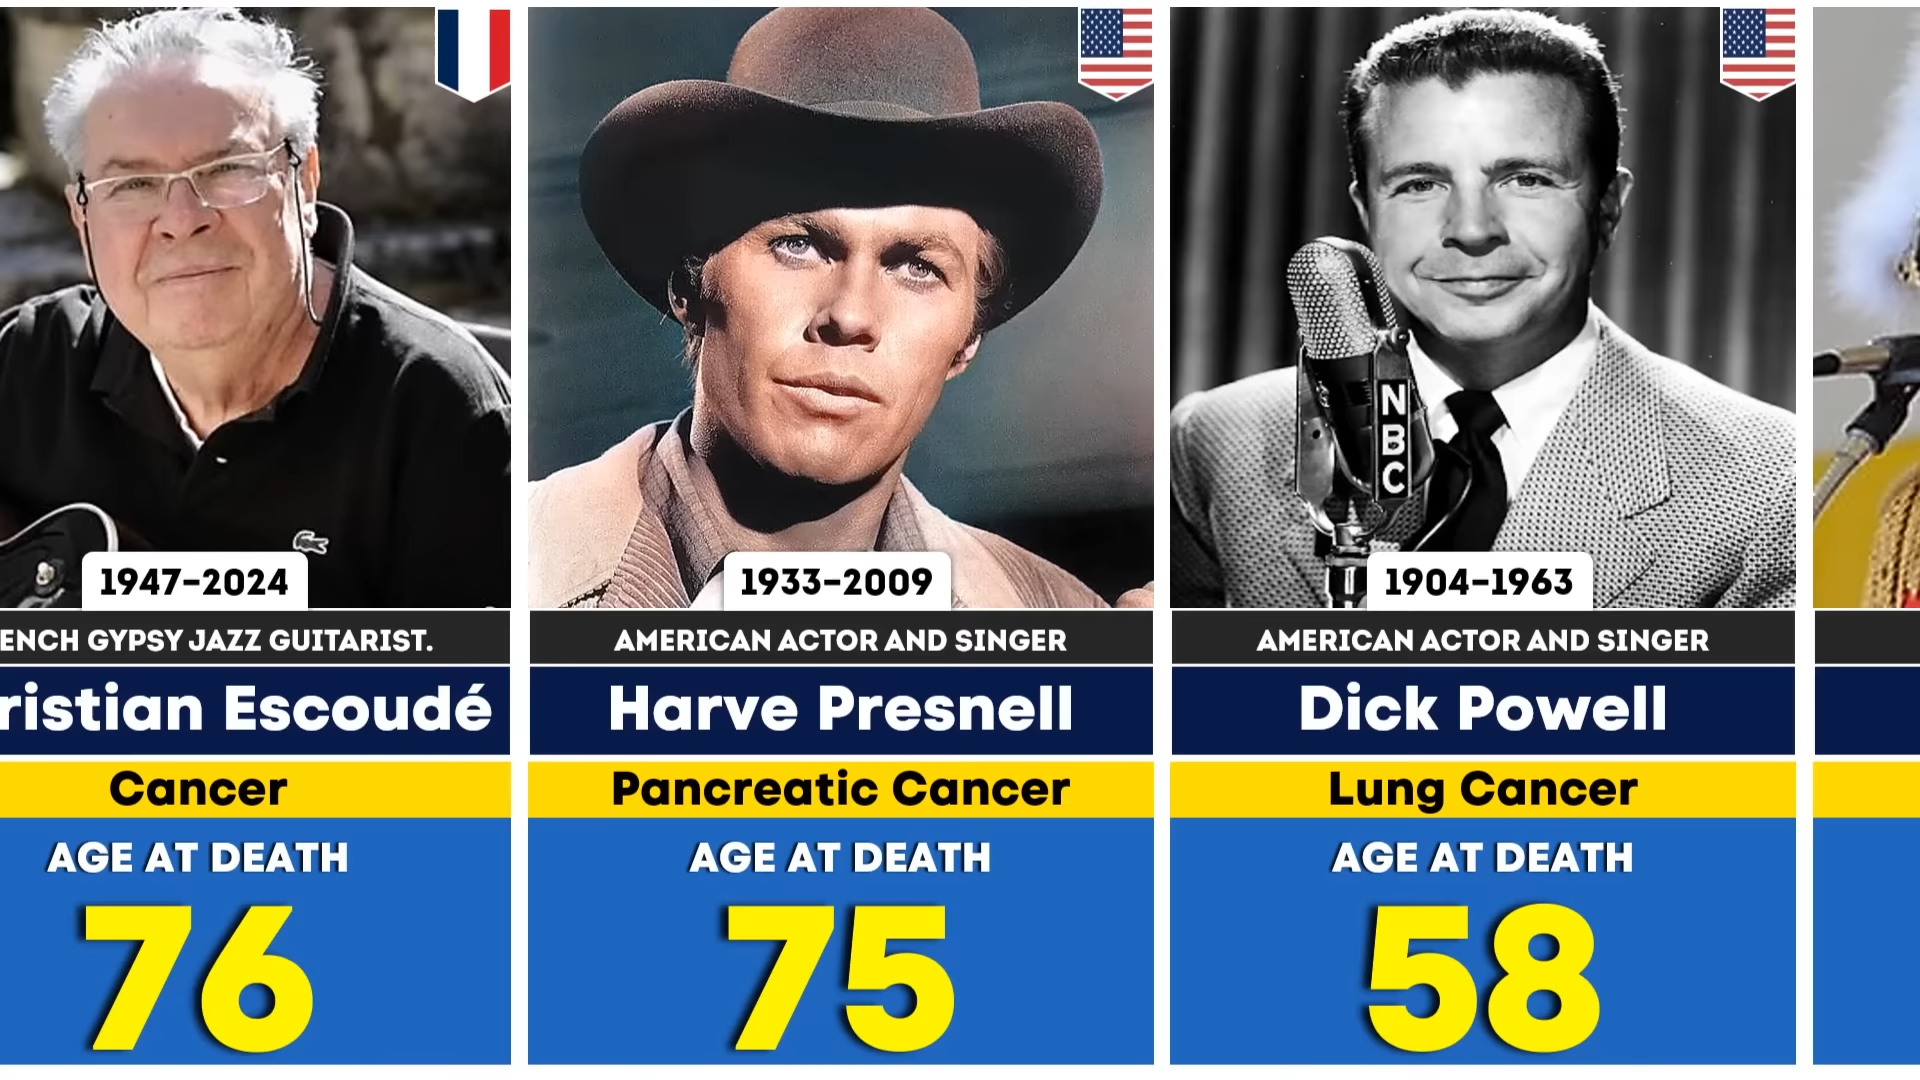 1947–2024
ENCH GYPSY JAZZ GUITARIST.
ristian Escoudé
Cancer
AGE AT DEATH
76
1933–2009
AMERICAN ACTOR AND SINGER
Harve Presnell
Pancreatic Cancer
AGE AT DEATH
75
NBC
1904–1963
AMERICAN ACTOR AND SINGER
Dick Powell
Lung Cancer
AGE AT DEATH
58